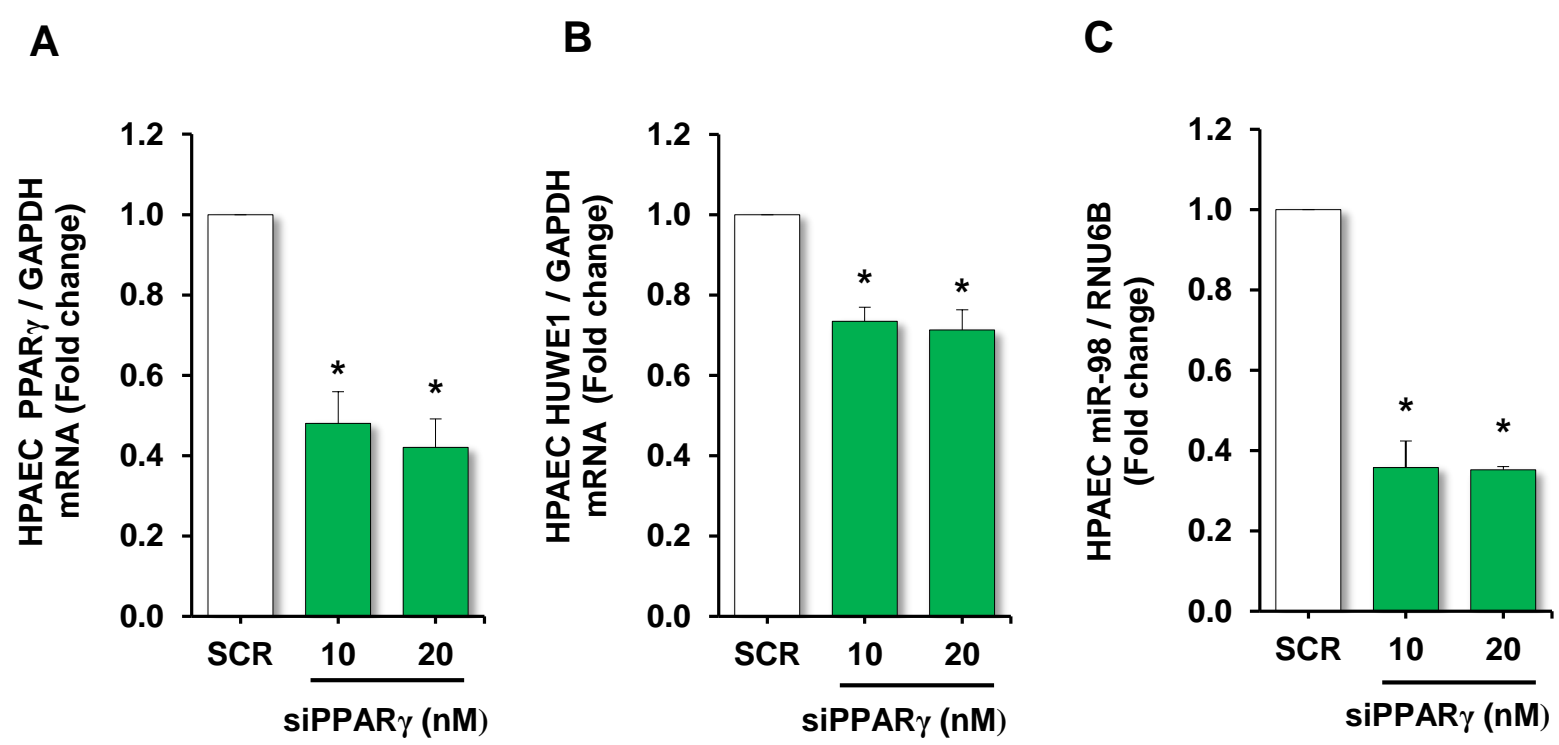 A
HPAEC PPARγ / GAPDH
mRNA (Fold change)
1.2
1.0
0.8
0.6
0.4
0.2
0.0
*
*
SCR
10
20
siPPARγ (nM)
B
HPAEC HUWE1 / GAPDH
mRNA (Fold change)
1.2
1.0
0.8
0.6
0.4
0.2
0.0
*
*
SCR
10
20
siPPARγ (nM)
C
HPAEC miR-98 / RNU6B
(Fold change)
1.2
1.0
0.8
0.6
0.4
0.2
0.0
*
*
SCR
10
20
siPPARγ (nM)